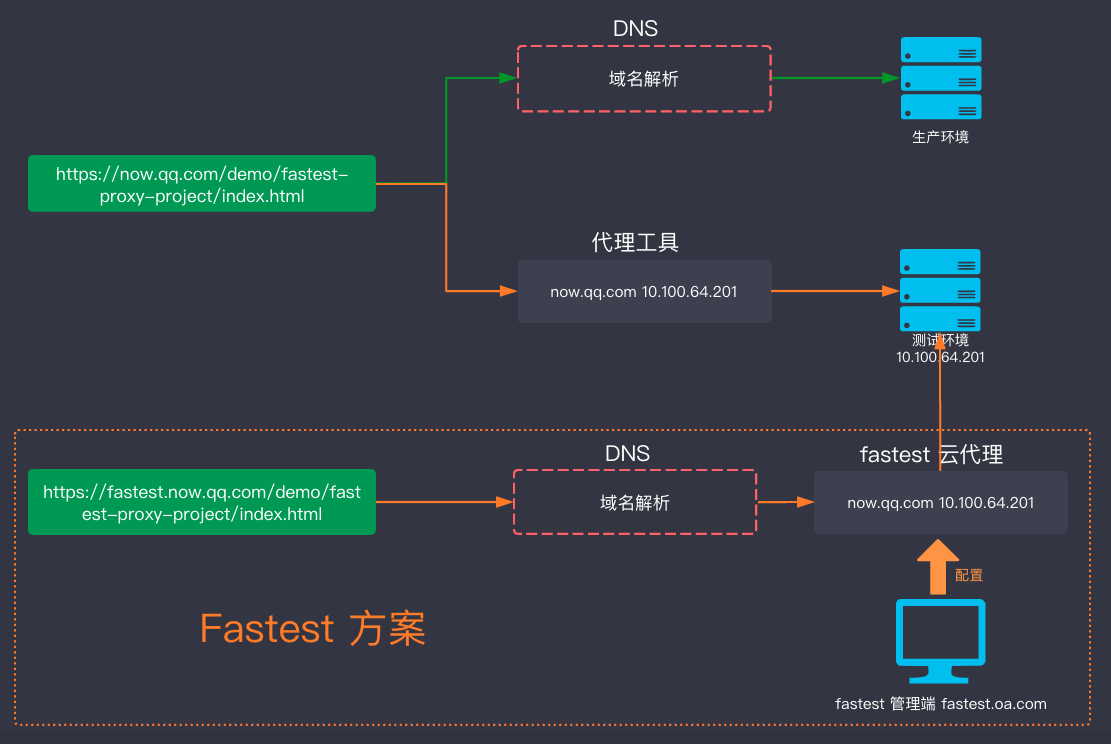 DNS
域名解析
生产环境
https://now.qq.com/demo/fastest-
proxy-project/index.html
代理工具
now.qq.com 10.100.64.201
测试环境
10.100.64.201
DNS
fastest 云代理
https://fastest.now.qq.com/demo/fast
est-proxy-project/index.html
域名解析
now.qq.com 10.100.64.201
配置
Fastest 方案
fastest 管理端 fastest.oa.com